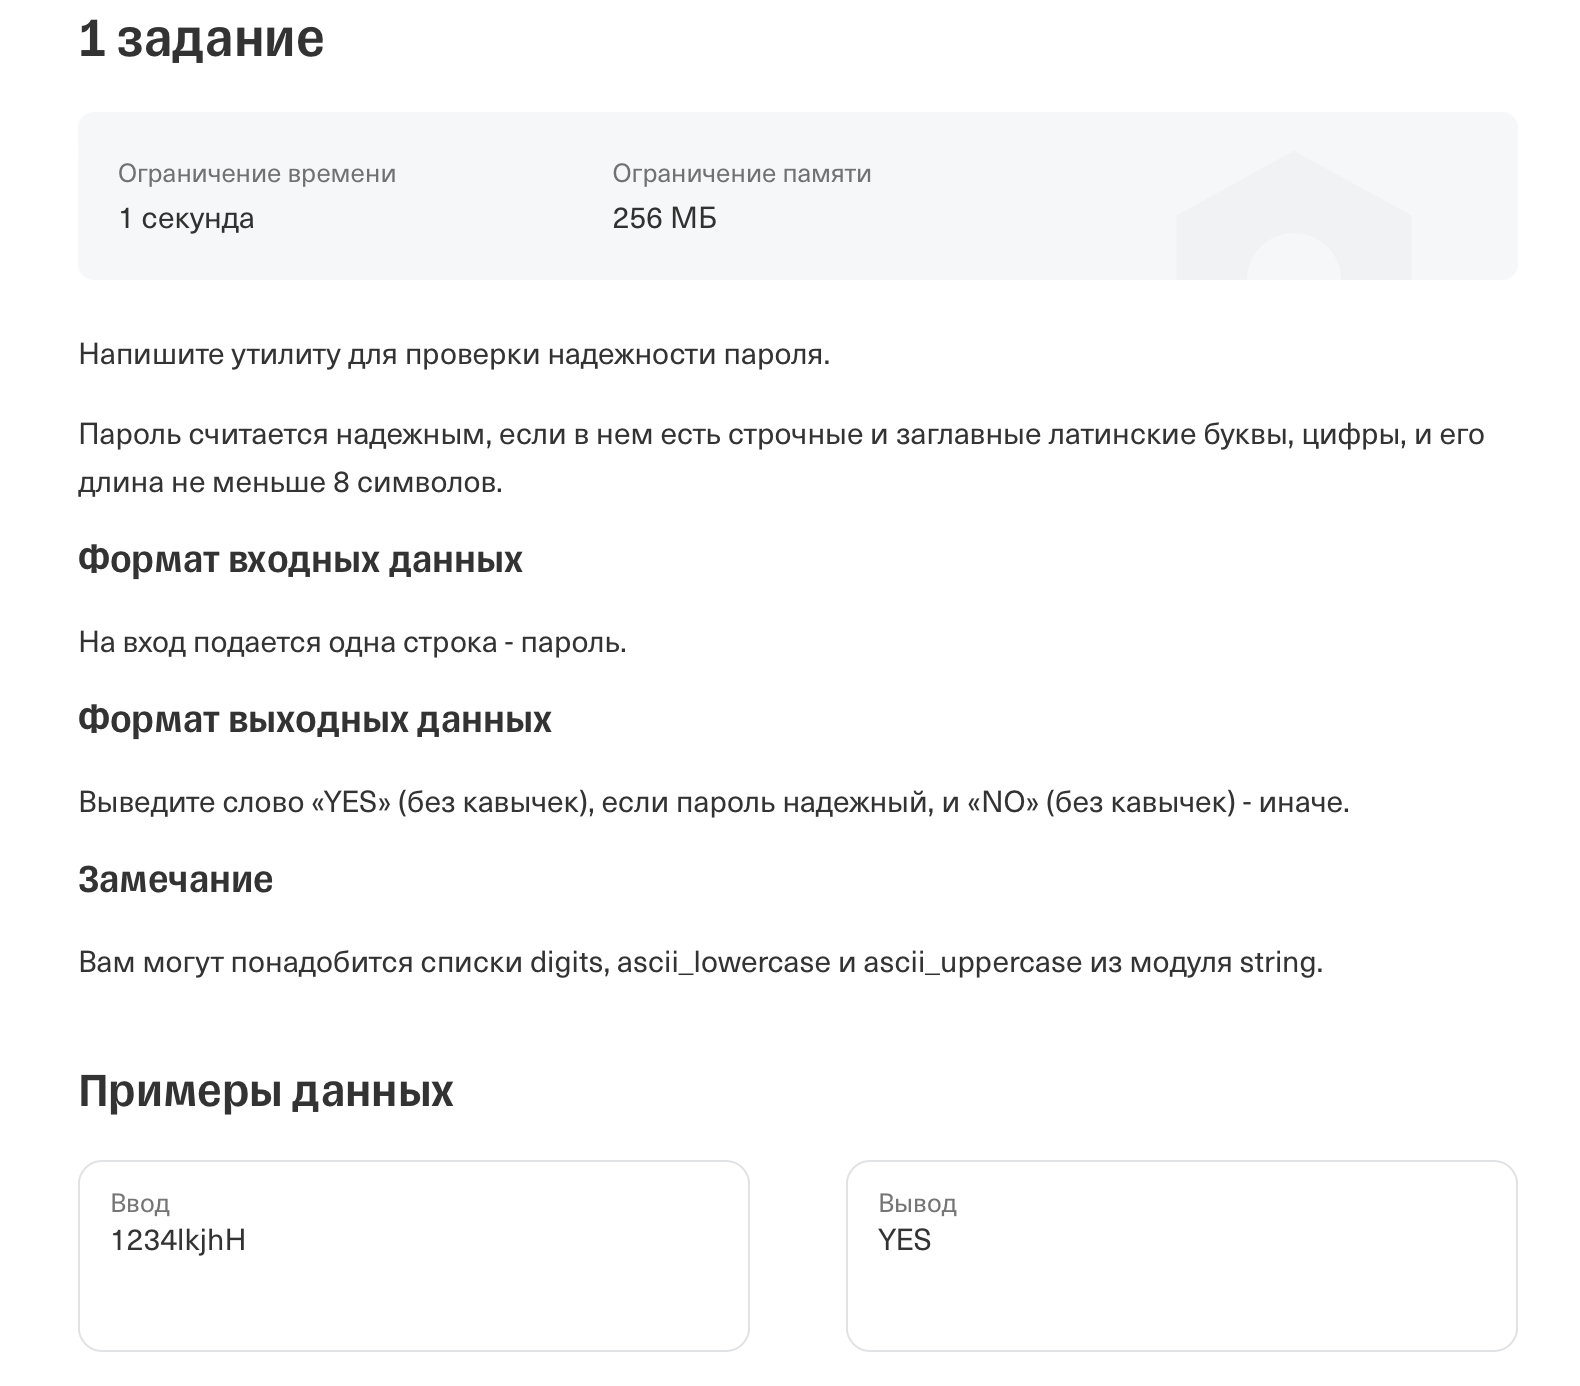 1 задание
Ограничение времени
Ограничение памяти
1 секунда
256 МБ
Напишите утилиту для проверки надежности пароля.
Пароль считается надежным, если в нем есть строчные и заглавные латинские буквы, цифры, и его
длина не меньше 8 символов.
Формат входных данных
На вход подается одна строка - пароль.
Формат выходных данных
Выведите слово «YES» (без кавычек), если пароль надежный, и «NO» (без кавычек) - иначе.
Замечание
Вам могут понадобится списки digits, ascii_lowercase и ascii_uppercase из модуля string.
Примеры данных
Ввод
1234lkjhH
Вывод
YES